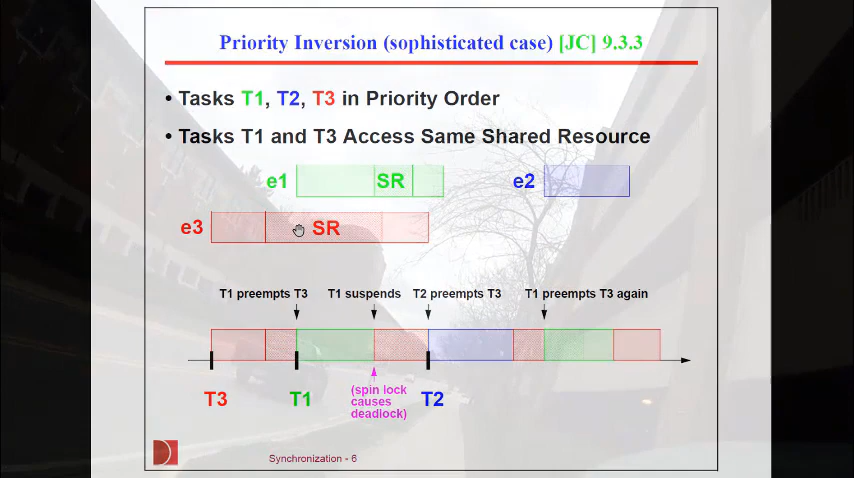 Priority Inversion (sophisticated case) [JC] 9.3.3
• Tasks T1, T2, T3 in Priority Order
• Tasks T1 and T3 Access Same Shared Resource
e1 SR e2
e3 SR
T1 preempts T3 T1 suspends T2 preempts T3 T1 preempts T3 again
T3 T1 (spin lock causes deadlock) T2
Synchronization - 6